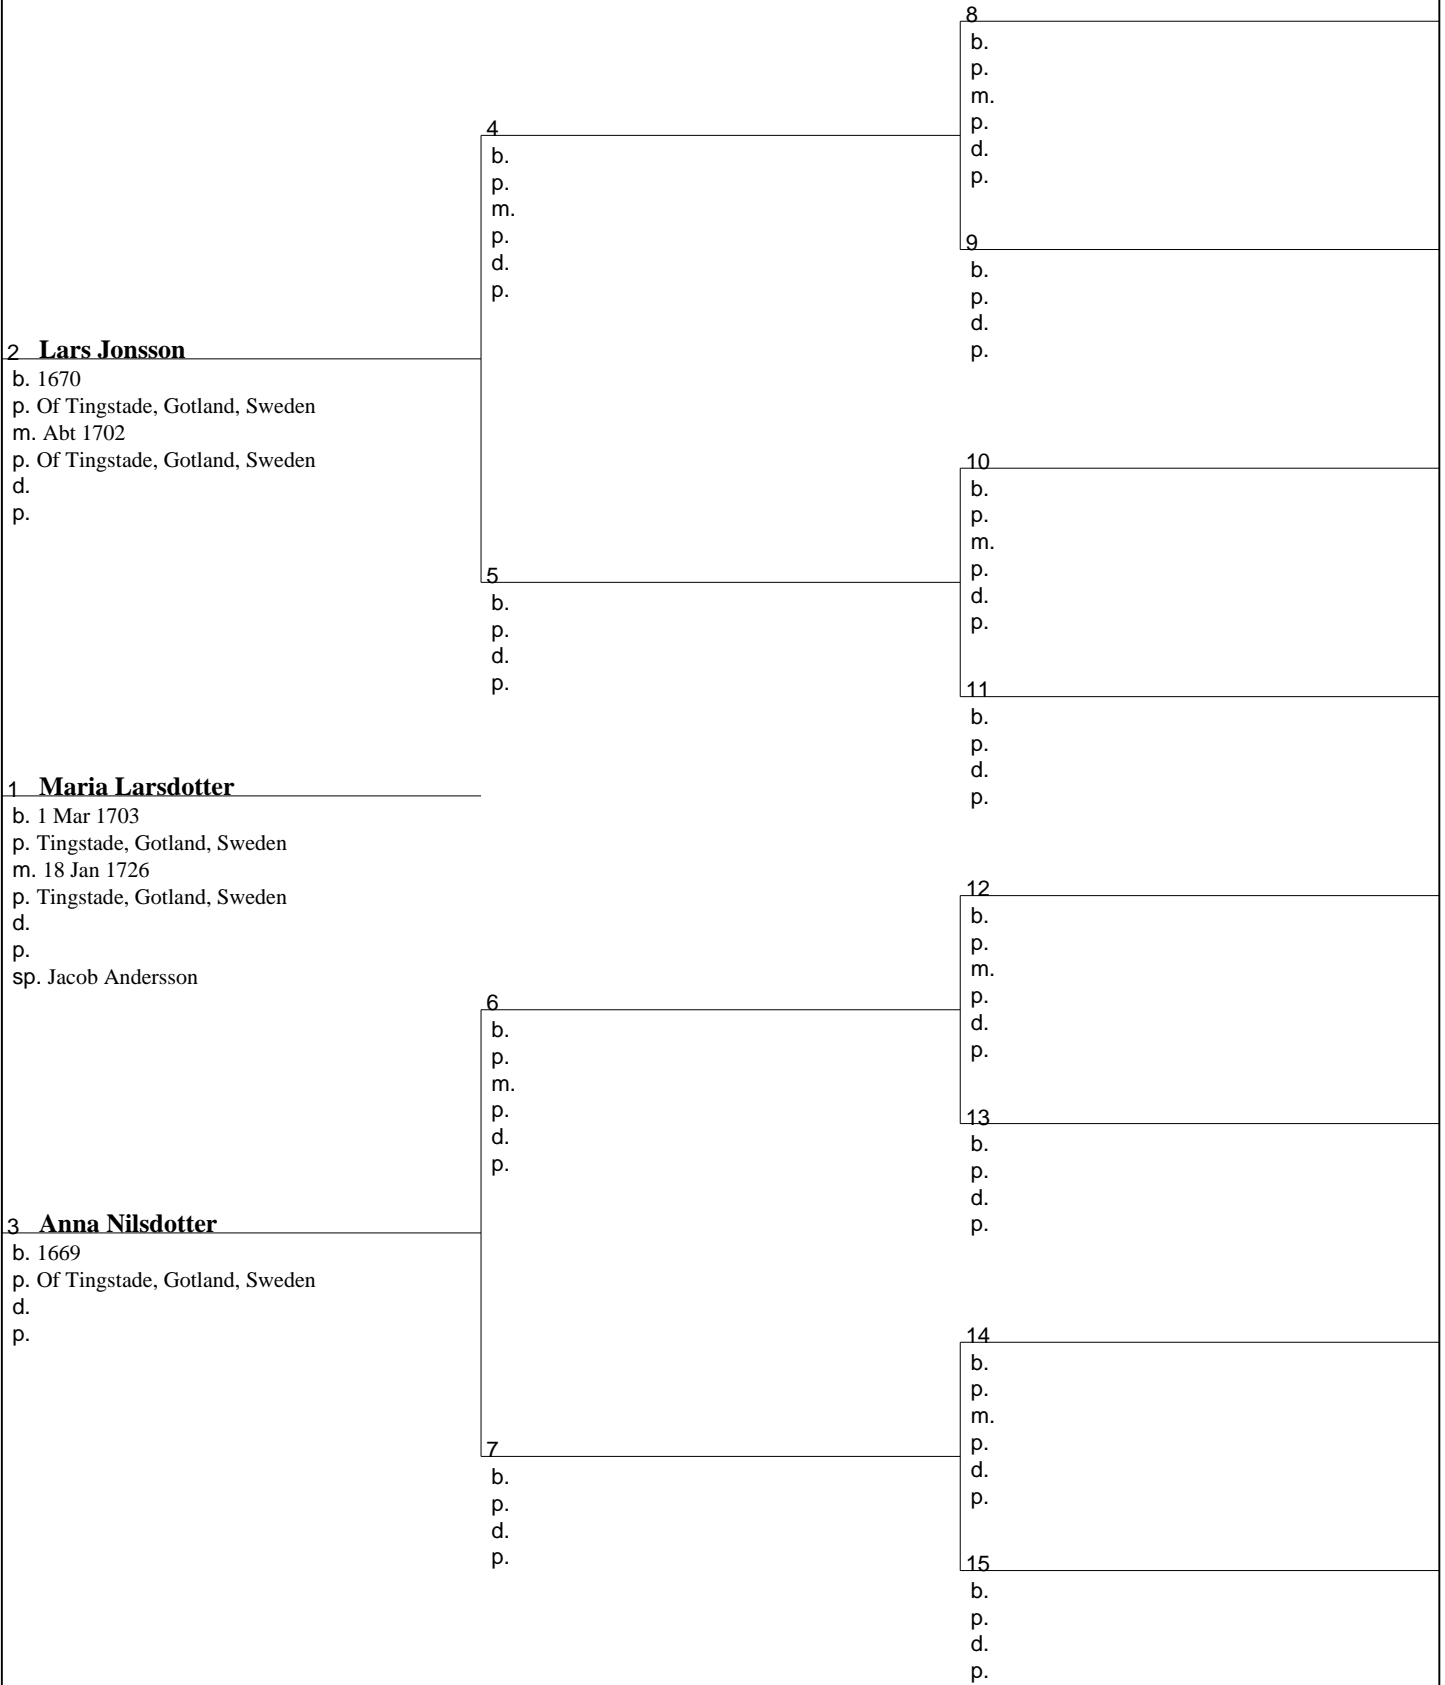 2 Lars Jonsson
b. 1670
p. Of Tingstade, Gotland, Sweden
m. Abt 1702
p. Of Tingstade, Gotland, Sweden
d.
p.
1 Maria Larsdotter
b. 1 Mar 1703
p. Tingstade, Gotland, Sweden
m. 18 Jan 1726
p. Tingstade, Gotland, Sweden
d.
p.
sp. Jacob Andersson
3 Anna Nilsdotter
b. 1669
p. Of Tingstade, Gotland, Sweden
d.
p.
4
b.
p.
m.
p.
d.
p.
5
b.
p.
d.
p.
6
b.
p.
m.
p.
d.
p.
7
b.
p.
d.
p.
8
b.
p.
m.
p.
d.
p.
9
b.
p.
d.
p.
10
b.
p.
m.
p.
d.
p.
11
b.
p.
d.
p.
12
b.
p.
m.
p.
d.
p.
13
b.
p.
d.
p.
14
b.
p.
m.
p.
d.
p.
15
b.
p.
d.
p.